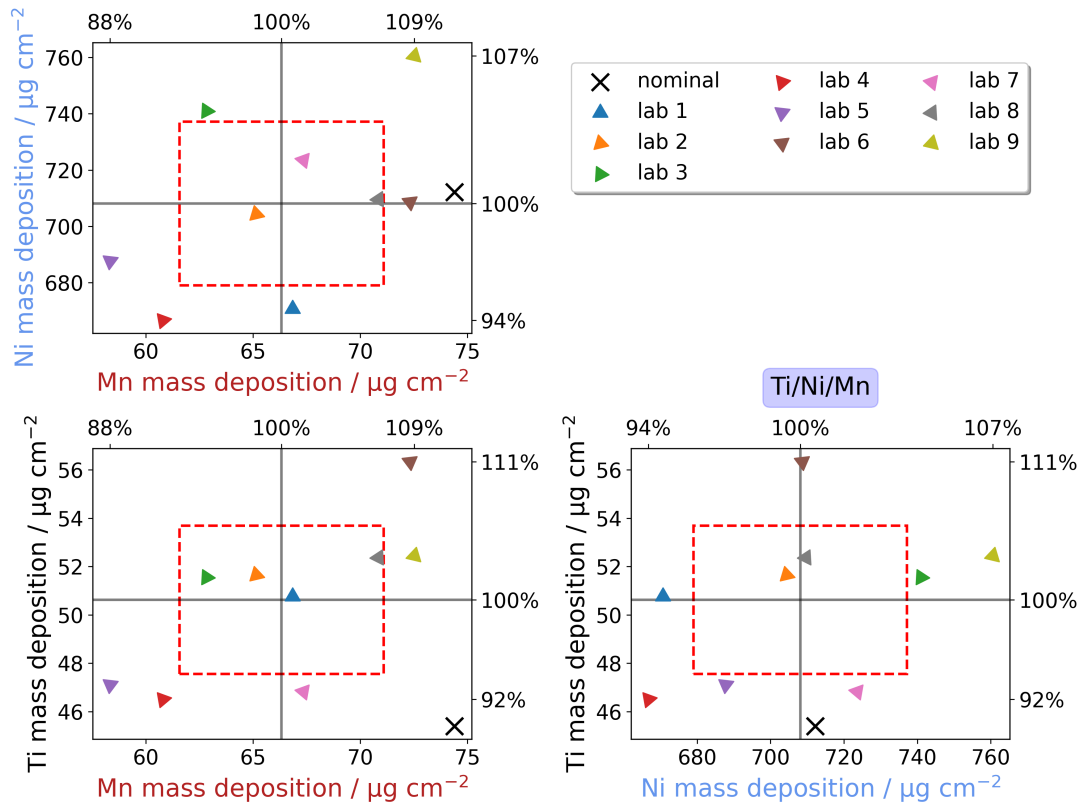 88% 100% 109%
Ni mass deposition / µg cm⁻²
760
740
720
700
680
107%
100%
94%
60 65 70 75
Mn mass deposition / µg cm⁻²
nominal
lab 1
lab 2
lab 3
lab 4
lab 5
lab 6
lab 7
lab 8
lab 9
Ti/Ni/Mn
88% 100% 109%
Ti mass deposition / µg cm⁻²
56
54
52
50
48
46
111%
100%
92%
60 65 70 75
Mn mass deposition / µg cm⁻²
94% 100% 107%
Ti mass deposition / µg cm⁻²
56
54
52
50
48
46
111%
100%
92%
680 700 720 740 760
Ni mass deposition / µg cm⁻²